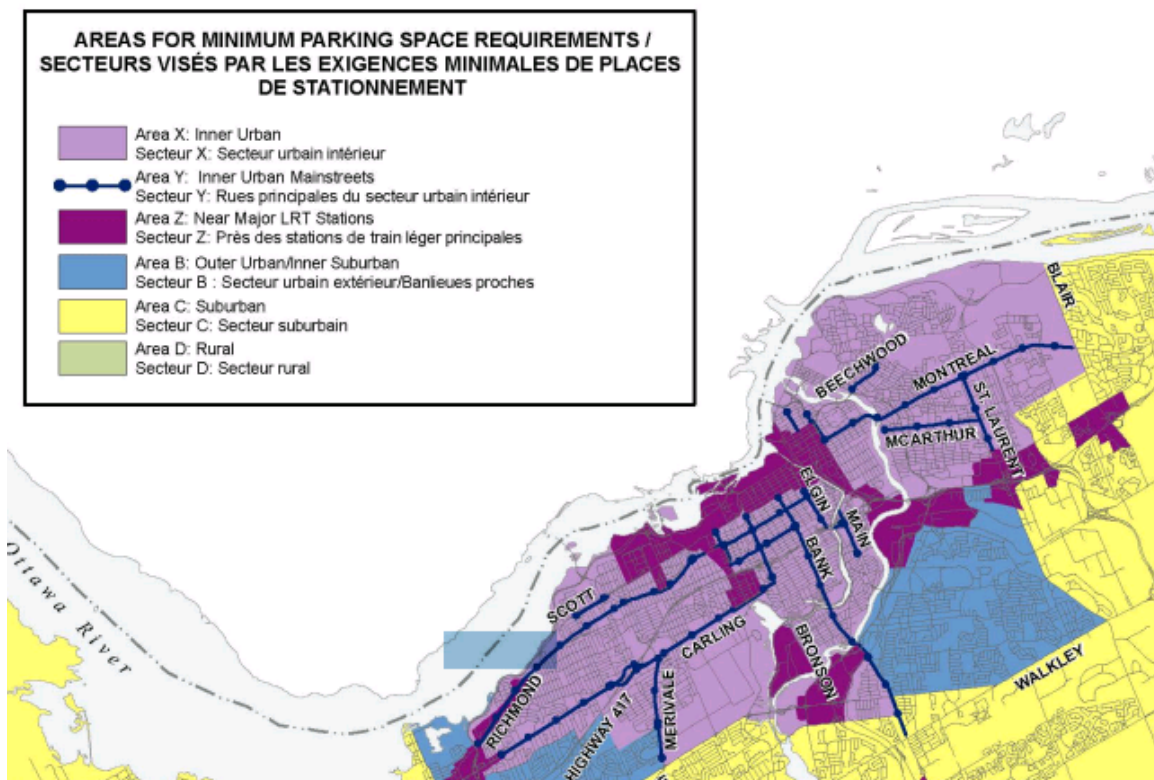 AREAS FOR MINIMUM PARKING SPACE REQUIREMENTS /
SECTEURS VISÉS PAR LES EXIGENCES MINIMALES DE PLACES
DE STATIONNEMENT
Area X: Inner Urban
Secteur X: Secteur urbain intérieur
Area Y: Inner Urban Mainstreets
Secteur Y: Rues principales du secteur urbain intérieur
Area Z: Near Major LRT Stations
Secteur Z: Près des stations de train léger principales
Area B: Outer Urban/Inner Suburban
Secteur B : Secteur urbain extérieur/Banlieues proches
Area C: Suburban
Secteur C: Secteur suburbain
Area D: Rural
Secteur D: Secteur rural
BLAIR
BEECHWOOD
MONTREAL
ST. LAURENT
MCARTHUR
ELGIN
MAIN
BANK
SCOTT
CARLING
BRONSON
WALKLEY
RICHMOND
HIGHWAY 417
MERIVALE
Ottawa River